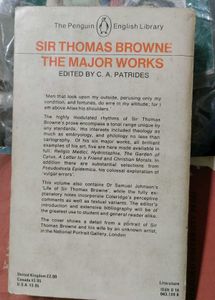 The Penguin English Library
SIR THOMAS BROWNE
THE MAJOR WORKS
EDITED BY C. A. PATRIDES
'Men that look upon my outside, perusing only my
condition, and fortunes, do erre in my altitude; for I
am above Atlas his shoulders.'
The highly modulated rhythms of Sir Thomas
Browne's prose encompass a tonal range unique by
any standards. His interests included theology as
much as embryology, and philology no less than
cartography. Of his six major works, all brilliant
examples of his art, five are here made available in
full: Religio Medici, Hydriotaphia, The Garden of
Cyrus, A Letter to a Friend and Christian Morals. In
addition there are substantial selections from
Pseudodoxia Epidemica, his colossal exploration of
'vulgar errors'.
This volume also contains Dr Samuel Johnson's
'Life of Sir Thomas Browne', while the fully explanatory
notes incorporate Coleridge's perceptive
comments as well as textual variants. The editor's
introduction and extensive bibliography will be of
the greatest use to student and general reader alike.
The cover shows a detail from a portrait of Sir
Thomas Browne and his wife by an unknown artist,
in the National Portrait Gallery, London
United Kingdom £2.00
Canada
U.S.A.
Literature
ISBN 0 14